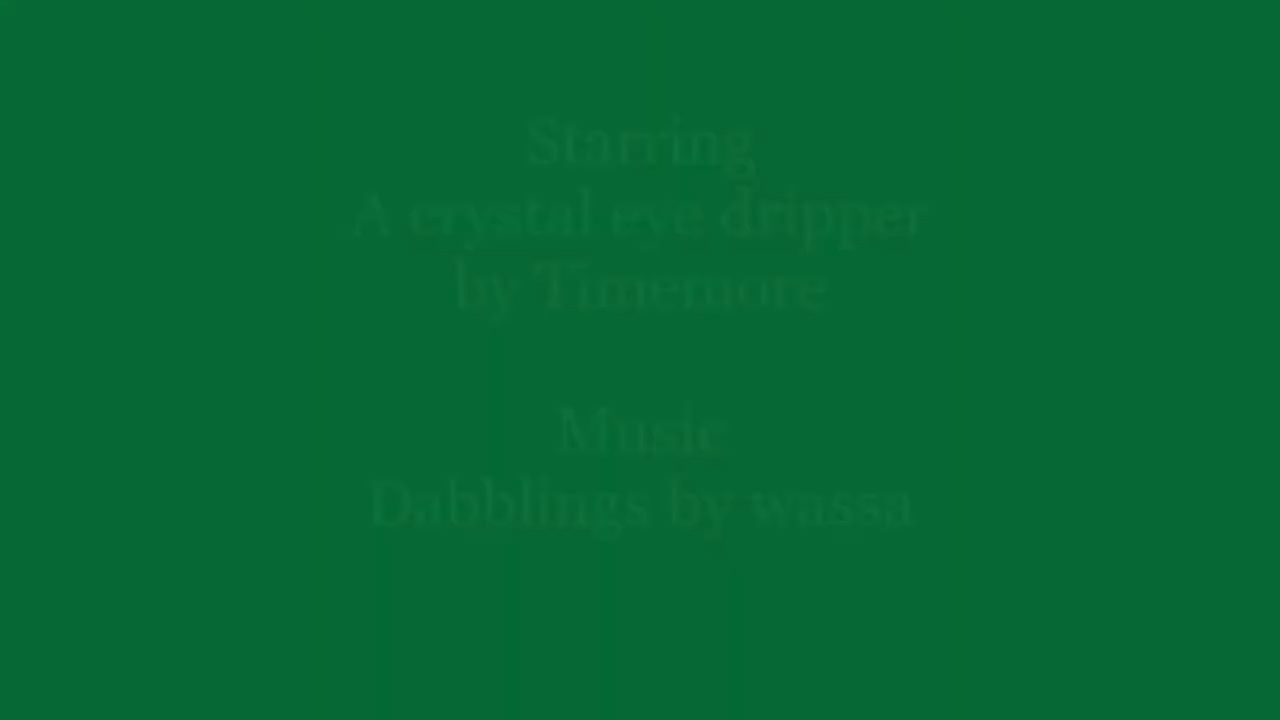 Starring
A crystal eye dripper
by Timemore
Music
Dabblings by wassa